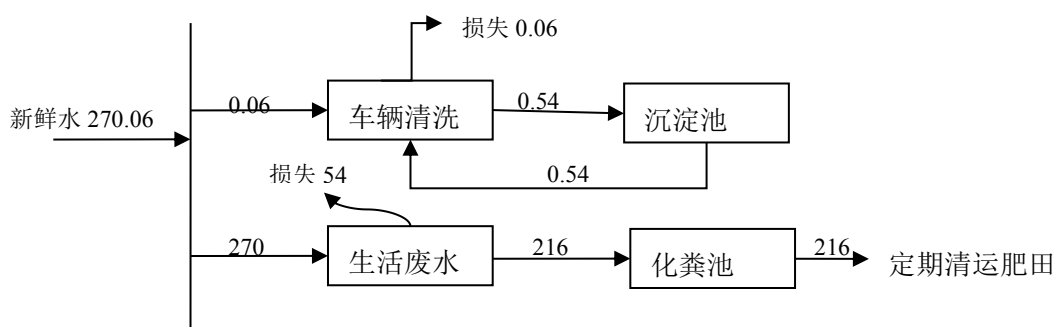 损失 0.06
0.06
车辆清洗
0.54
沉淀池
新鲜水 270.06
0.54
损失 54
270
生活废水
216
化粪池
216
定期清运肥田